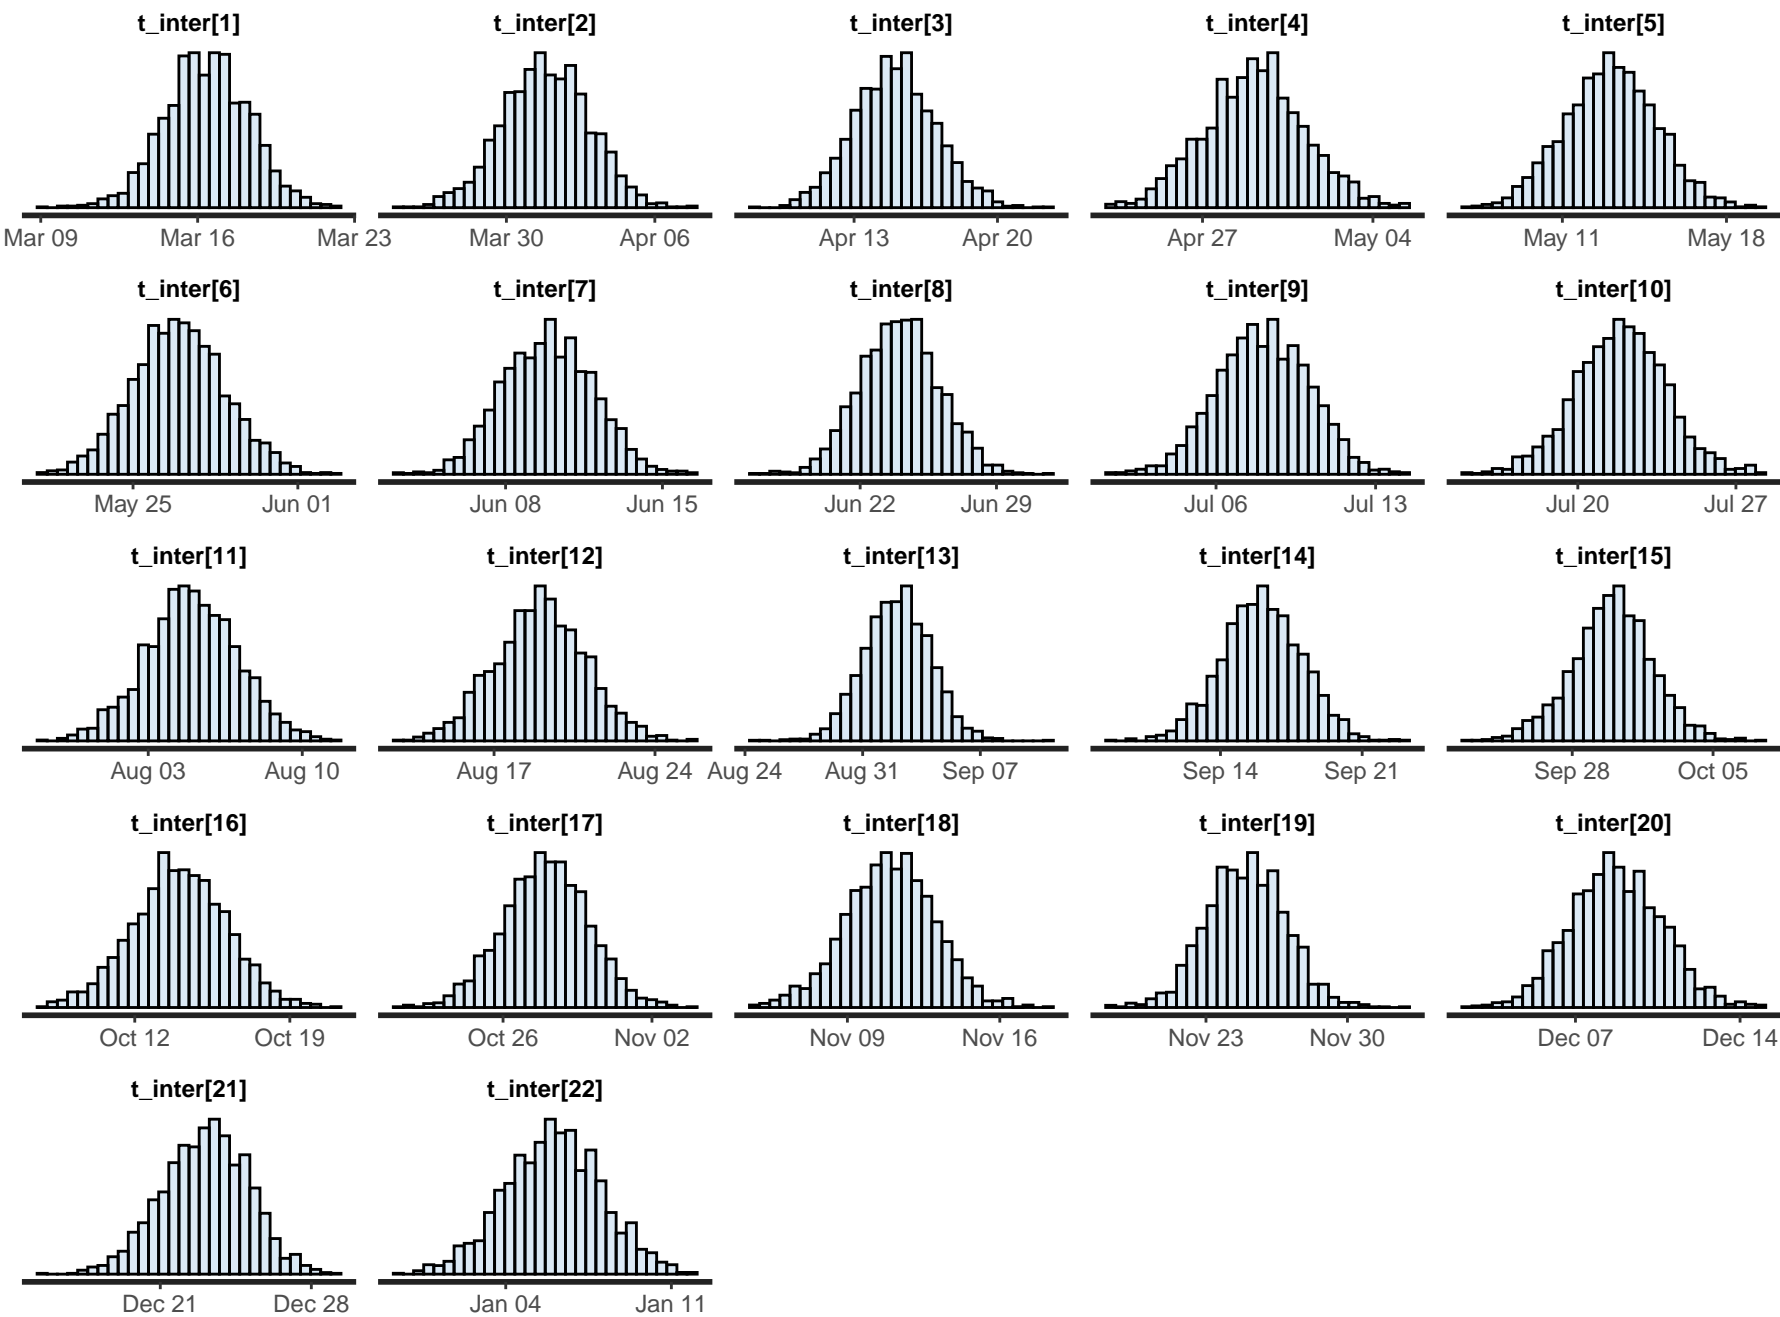 t_inter[1] t_inter[2] t_inter[3] t_inter[4] t_inter[5]
Mar 09 Mar 16 Mar 23 Mar 30 Apr 06 Apr 13 Apr 20 Apr 27 May 04 May 11 May 18
t_inter[6] t_inter[7] t_inter[8] t_inter[9] t_inter[10]
May 25 Jun 01 Jun 08 Jun 15 Jun 22 Jun 29 Jul 06 Jul 13 Jul 20 Jul 27
t_inter[11] t_inter[12] t_inter[13] t_inter[14] t_inter[15]
Aug 03 Aug 10 Aug 17 Aug 24 Aug 24 Aug 31 Sep 07 Sep 14 Sep 21 Sep 28 Oct 05
t_inter[16] t_inter[17] t_inter[18] t_inter[19] t_inter[20]
Oct 12 Oct 19 Oct 26 Nov 02 Nov 09 Nov 16 Nov 23 Nov 30 Dec 07 Dec 14
t_inter[21] t_inter[22]
Dec 21 Dec 28 Jan 04 Jan 11